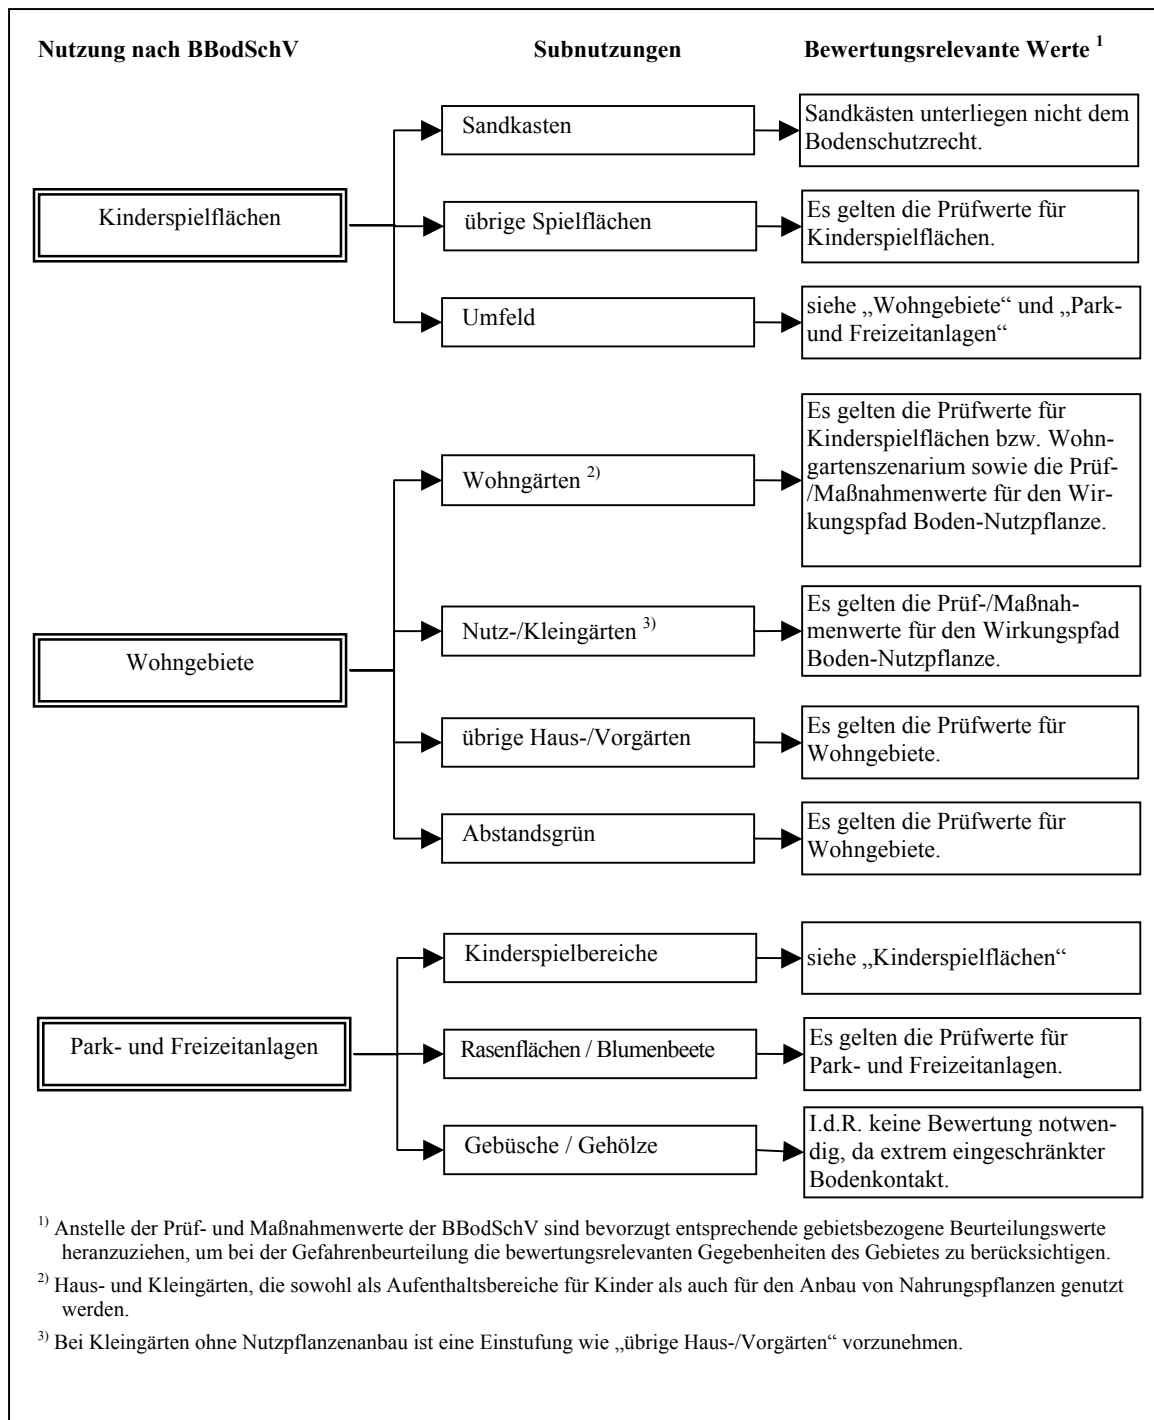 Nutzung nach BBodSchV
Subnutzungen
Bewertungsrelevante Werte 1
Kinderspielflächen
Sandkasten
Sandkästen unterliegen nicht dem
Bodenschutzrecht.
übrige Spielflächen
Es gelten die Prüfwerte für
Kinderspielflächen.
Umfeld
siehe „Wohngebiete“ und „Park-
und Freizeitanlagen“
Wohngebiete
Wohngärten 2)
Es gelten die Prüfwerte für
Kinderspielflächen bzw. Wohn-
gartenszenarium sowie die Prüf-
/Maßnahmenwerte für den Wir-
kungspfad Boden-Nutzpflanze.
Nutz-/Kleingärten 3)
Es gelten die Prüf-/Maßnah-
menwerte für den Wirkungspfad
Boden-Nutzpflanze.
übrige Haus-/Vorgärten
Es gelten die Prüfwerte für
Wohngebiete.
Abstandsgrün
Es gelten die Prüfwerte für
Wohngebiete.
Park- und Freizeitanlagen
Kinderspielbereiche
siehe „Kinderspielflächen“
Rasenflächen / Blumenbeete
Es gelten die Prüfwerte für
Park- und Freizeitanlagen.
Gebüsche / Gehölze
I.d.R. keine Bewertung notwen-
dig, da extrem eingeschränkter
Bodenkontakt.
1) Anstelle der Prüf- und Maßnahmenwerte der BBodSchV sind bevorzugt entsprechende gebietsbezogene Beurteilungswerte
heranzuziehen, um bei der Gefahrenbeurteilung die bewertungsrelevanten Gegebenheiten des Gebietes zu berücksichtigen.
2) Haus- und Kleingärten, die sowohl als Aufenthaltsbereiche für Kinder als auch für den Anbau von Nahrungspflanzen genutzt
werden.
3) Bei Kleingärten ohne Nutzpflanzenanbau ist eine Einstufung wie „übrige Haus-/Vorgärten“ vorzunehmen.